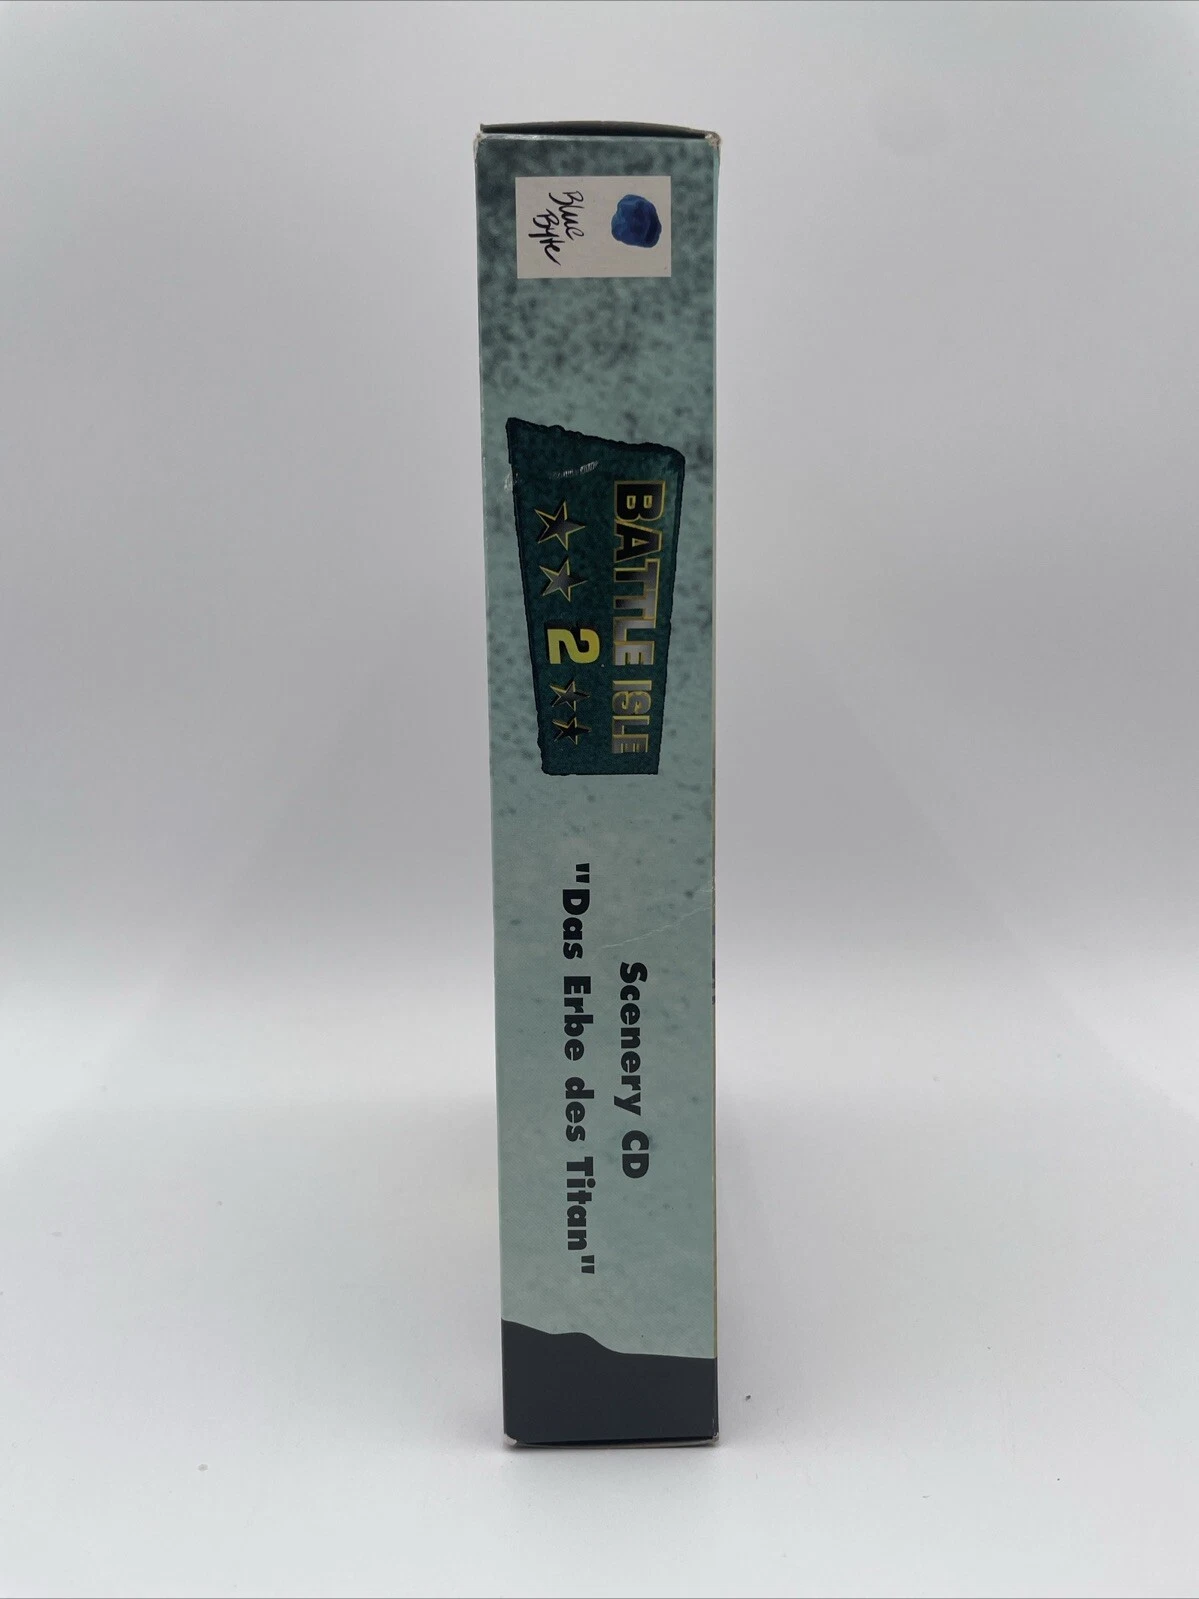 Blue
Byte
BATTLE ISLE
2
Scenery CD
"Das Erbe des Titan"